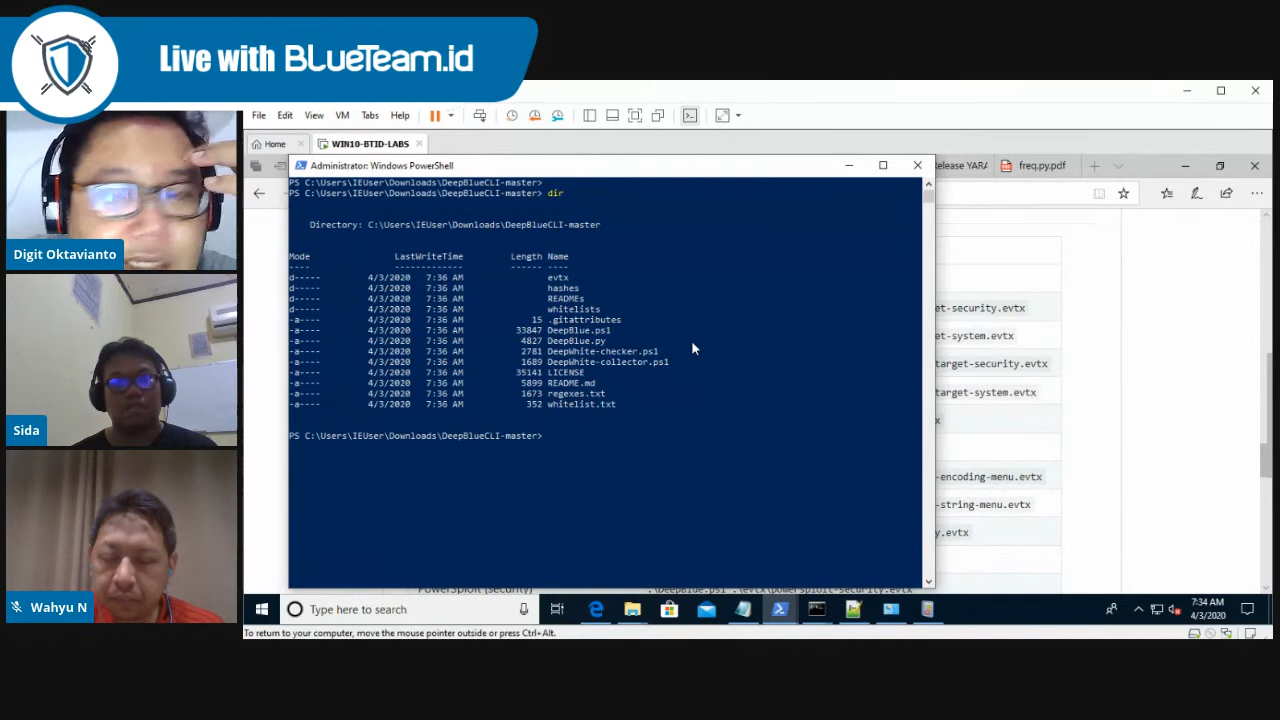 Live with BLUETEAM.id
File Edit View VM Tabs Help
Home WIN10-BTID-LABS
Administrator: Windows PowerShell
elease YARA freq.py.pdf
PS C:\Users\IEUser\Downloads\DeepBlueCLI-master>
PS C:\Users\IEUser\Downloads\DeepBlueCLI-master> dir
Directory: C:\Users\IEUser\Downloads\DeepBlueCLI-master
Mode LastWriteTime Length Name
---- ------------- ------ ----
d----- 4/3/2020 7:36 AM evtx
d----- 4/3/2020 7:36 AM hashes
d----- 4/3/2020 7:36 AM READMEs
d----- 4/3/2020 7:36 AM whitelists
-a---- 4/3/2020 7:36 AM 15 .gitattributes
-a---- 4/3/2020 7:36 AM 33847 DeepBlue.ps1
-a---- 4/3/2020 7:36 AM 4827 DeepBlue.py
-a---- 4/3/2020 7:36 AM 2781 DeepWhite-checker.ps1
-a---- 4/3/2020 7:36 AM 1689 DeepWhite-collector.ps1
-a---- 4/3/2020 7:36 AM 35141 LICENSE
-a---- 4/3/2020 7:36 AM 5899 README.md
-a---- 4/3/2020 7:36 AM 1673 regexes.txt
-a---- 4/3/2020 7:36 AM 352 whitelist.txt
PS C:\Users\IEUser\Downloads\DeepBlueCLI-master>
et-security.evtx
et-system.evtx
target-security.evtx
target-system.evtx
x
-encoding-menu.evtx
-string-menu.evtx
y.evtx
PowerSploit (security) .\DeepBlue.ps1 .\evtx\powersploit-security.evtx
Type here to search
7:34 AM
4/3/2020
To return to your computer, move the mouse pointer outside or press Ctrl+Alt.
Digit Oktavianto
Sida
Wahyu N